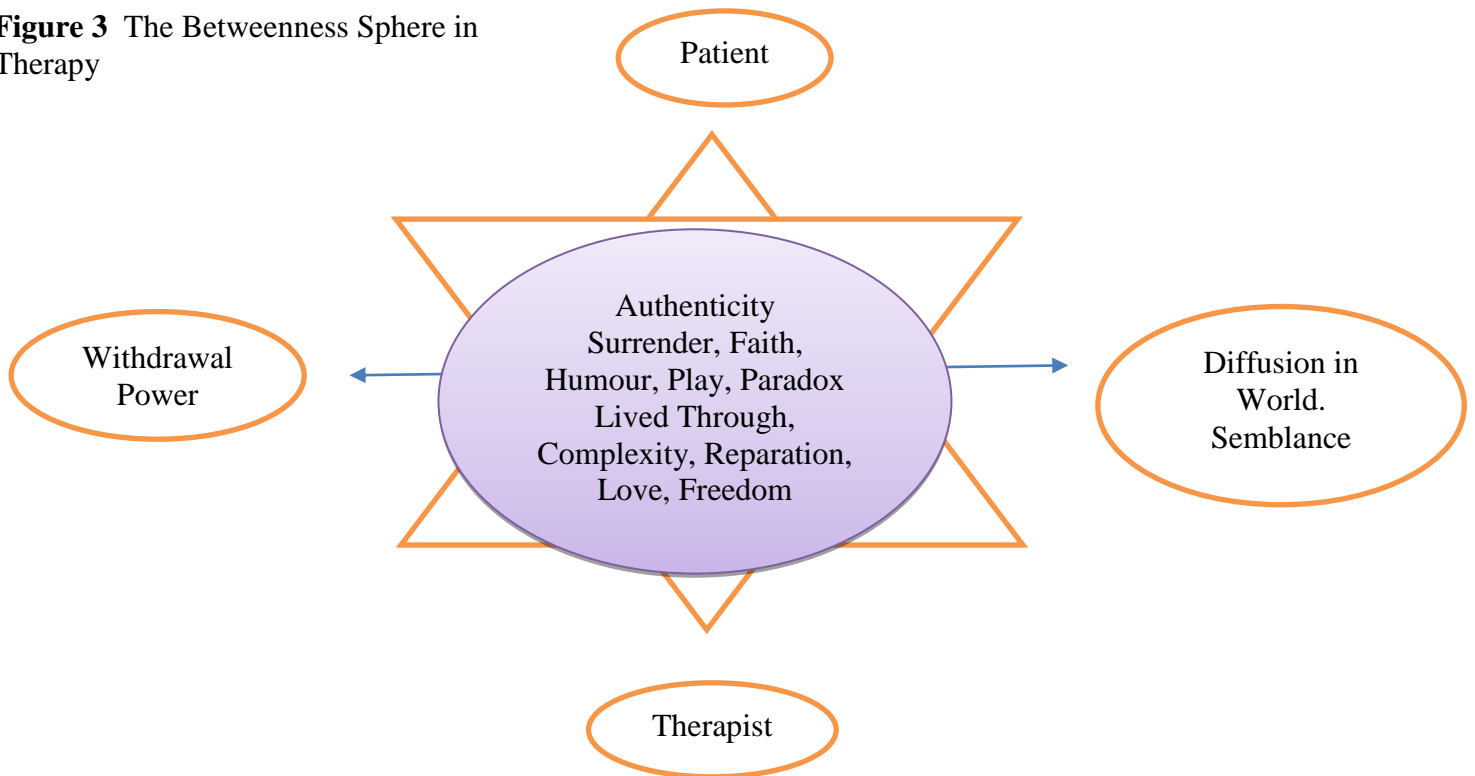 Figure 3 The Betweenness Sphere in
Therapy
Patient
Authenticity
Surrender, Faith,
Humour, Play, Paradox
Lived Through,
Complexity, Reparation,
Love, Freedom
Withdrawal
Power
Diffusion in
World.
Semblance
Therapist